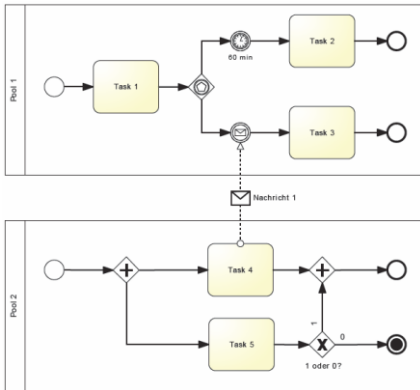 Pool 1
Task 1
60 min
Task 2
Task 3
Nachricht 1
Pool 2
Task 4
Task 5
1
0
1 oder 0?